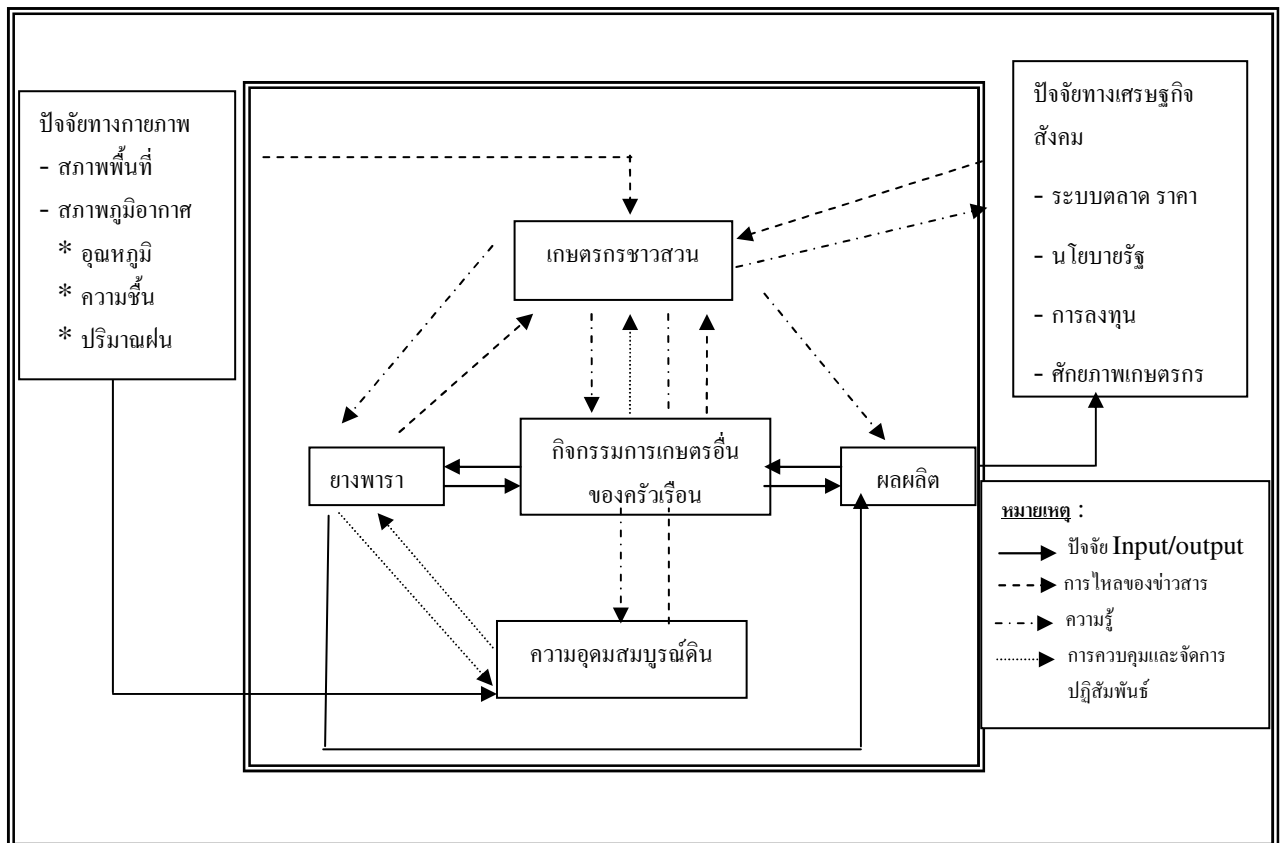 ปัจจัยทางกายภาพ
- สภาพพื้นที่
- สภาพภูมิอากาศ
* อุณหภูมิ
* ความชื้น
* ปริมาณฝน
ปัจจัยทางเศรษฐกิจ
สังคม
- ระบบตลาด ราคา
- นโยบายรัฐ
- การลงทุน
- ศักยภาพเกษตรกร
เกษตรกรชาวสวน
ยางพารา
กิจกรรมการเกษตรอื่น
ของครัวเรือน
ผลผลิต
ความอุดมสมบูรณ์ดิน
หมายเหตุ :
ปัจจัย Input/output
การไหลของข่าวสาร
ความรู้
การควบคุมและจัดการ
ปฏิสัมพันธ์